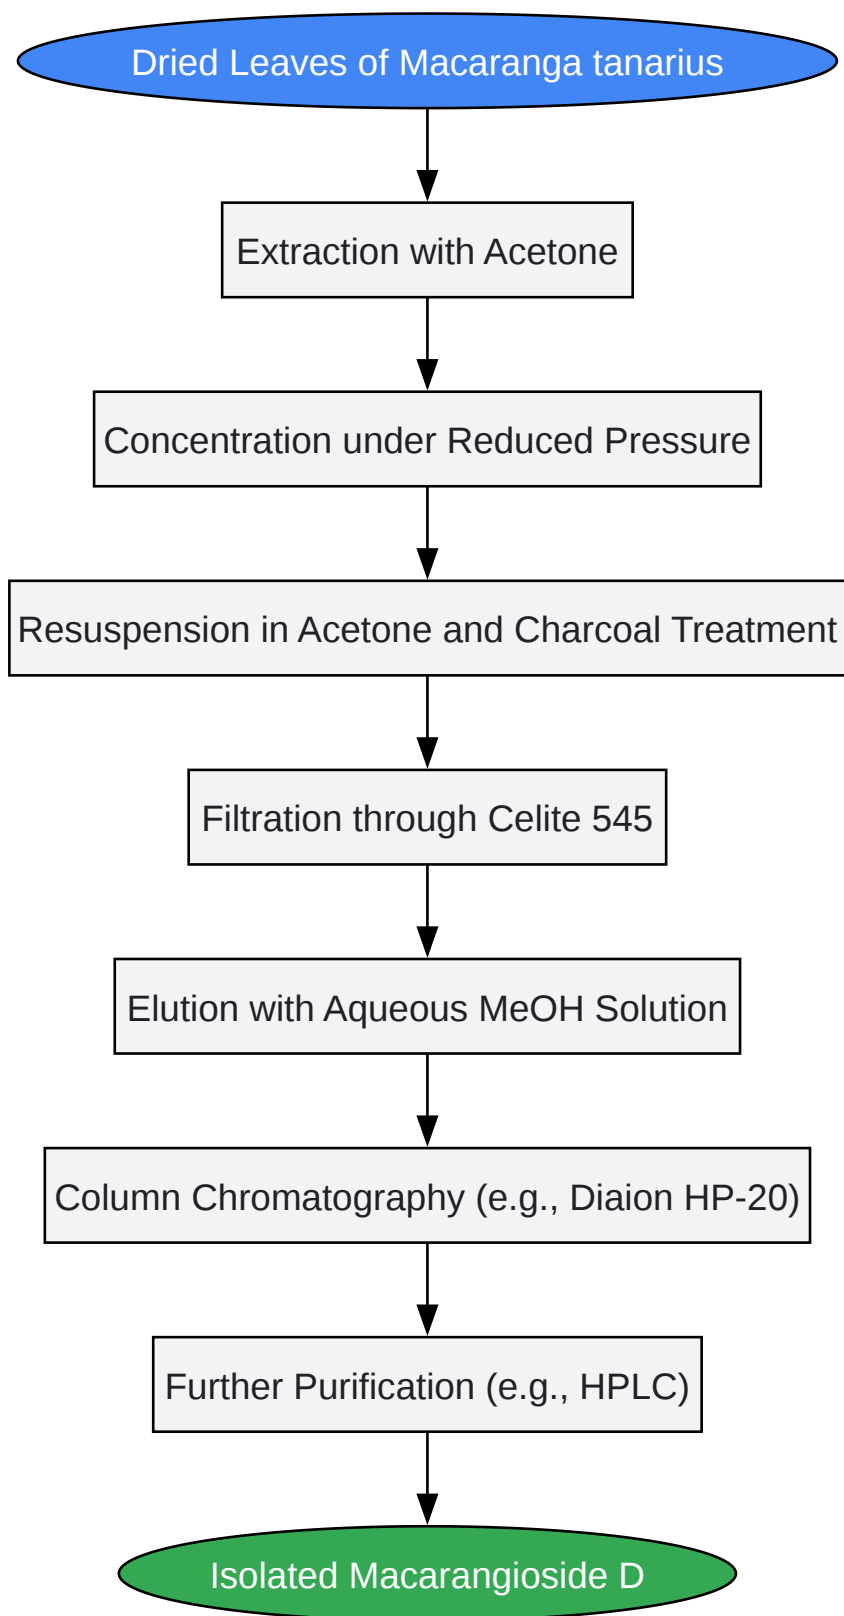 Dried Leaves of Macaranga tanarius
Extraction with Acetone
Concentration under Reduced Pressure
Resuspension in Acetone and Charcoal Treatment
Filtration through Celite 545
Elution with Aqueous MeOH Solution
Column Chromatography (e.g., Diaion HP-20)
Further Purification (e.g., HPLC)
Isolated Macarangioside D